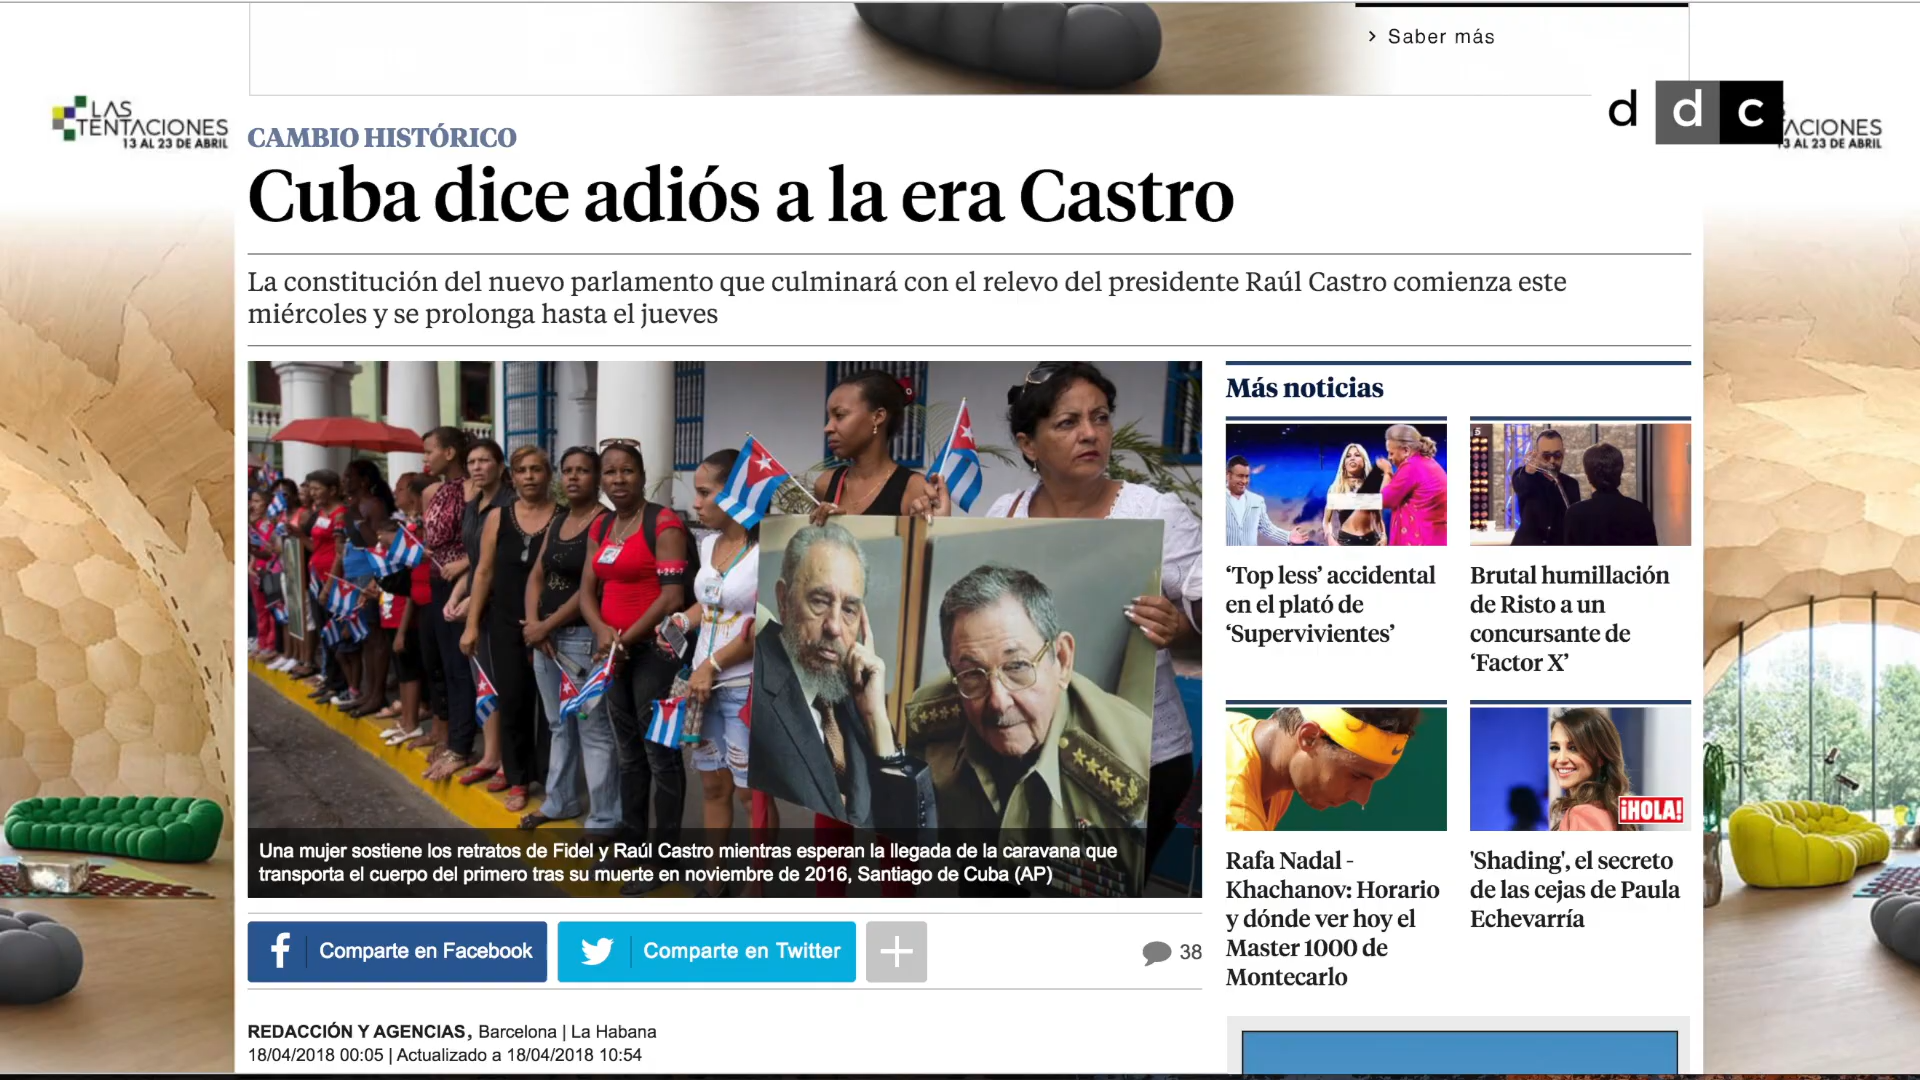 Saber más
LAS
TENTACIONES
13 AL 23 DE ABRIL
d d c
ACIONES
13 AL 23 DE ABRIL
CAMBIO HISTÓRICO
Cuba dice adiós a la era Castro
La constitución del nuevo parlamento que culminará con el relevo del presidente Raúl Castro comienza este
miércoles y se prolonga hasta el jueves
Una mujer sostiene los retratos de Fidel y Raúl Castro mientras esperan la llegada de la caravana que
transporta el cuerpo del primero tras su muerte en noviembre de 2016, Santiago de Cuba (AP)
Comparte en Facebook
Comparte en Twitter
38
REDACCIÓN Y AGENCIAS, Barcelona | La Habana
18/04/2018 00:05 | Actualizado a 18/04/2018 10:54
Más noticias
‘Top less’ accidental
en el plató de
‘Supervivientes’
Brutal humillación
de Risto a un
concursante de
‘Factor X’
Rafa Nadal -
Khachanov: Horario
y dónde ver hoy el
Master 1000 de
Montecarlo
¡HOLA!
'Shading', el secreto
de las cejas de Paula
Echevarría